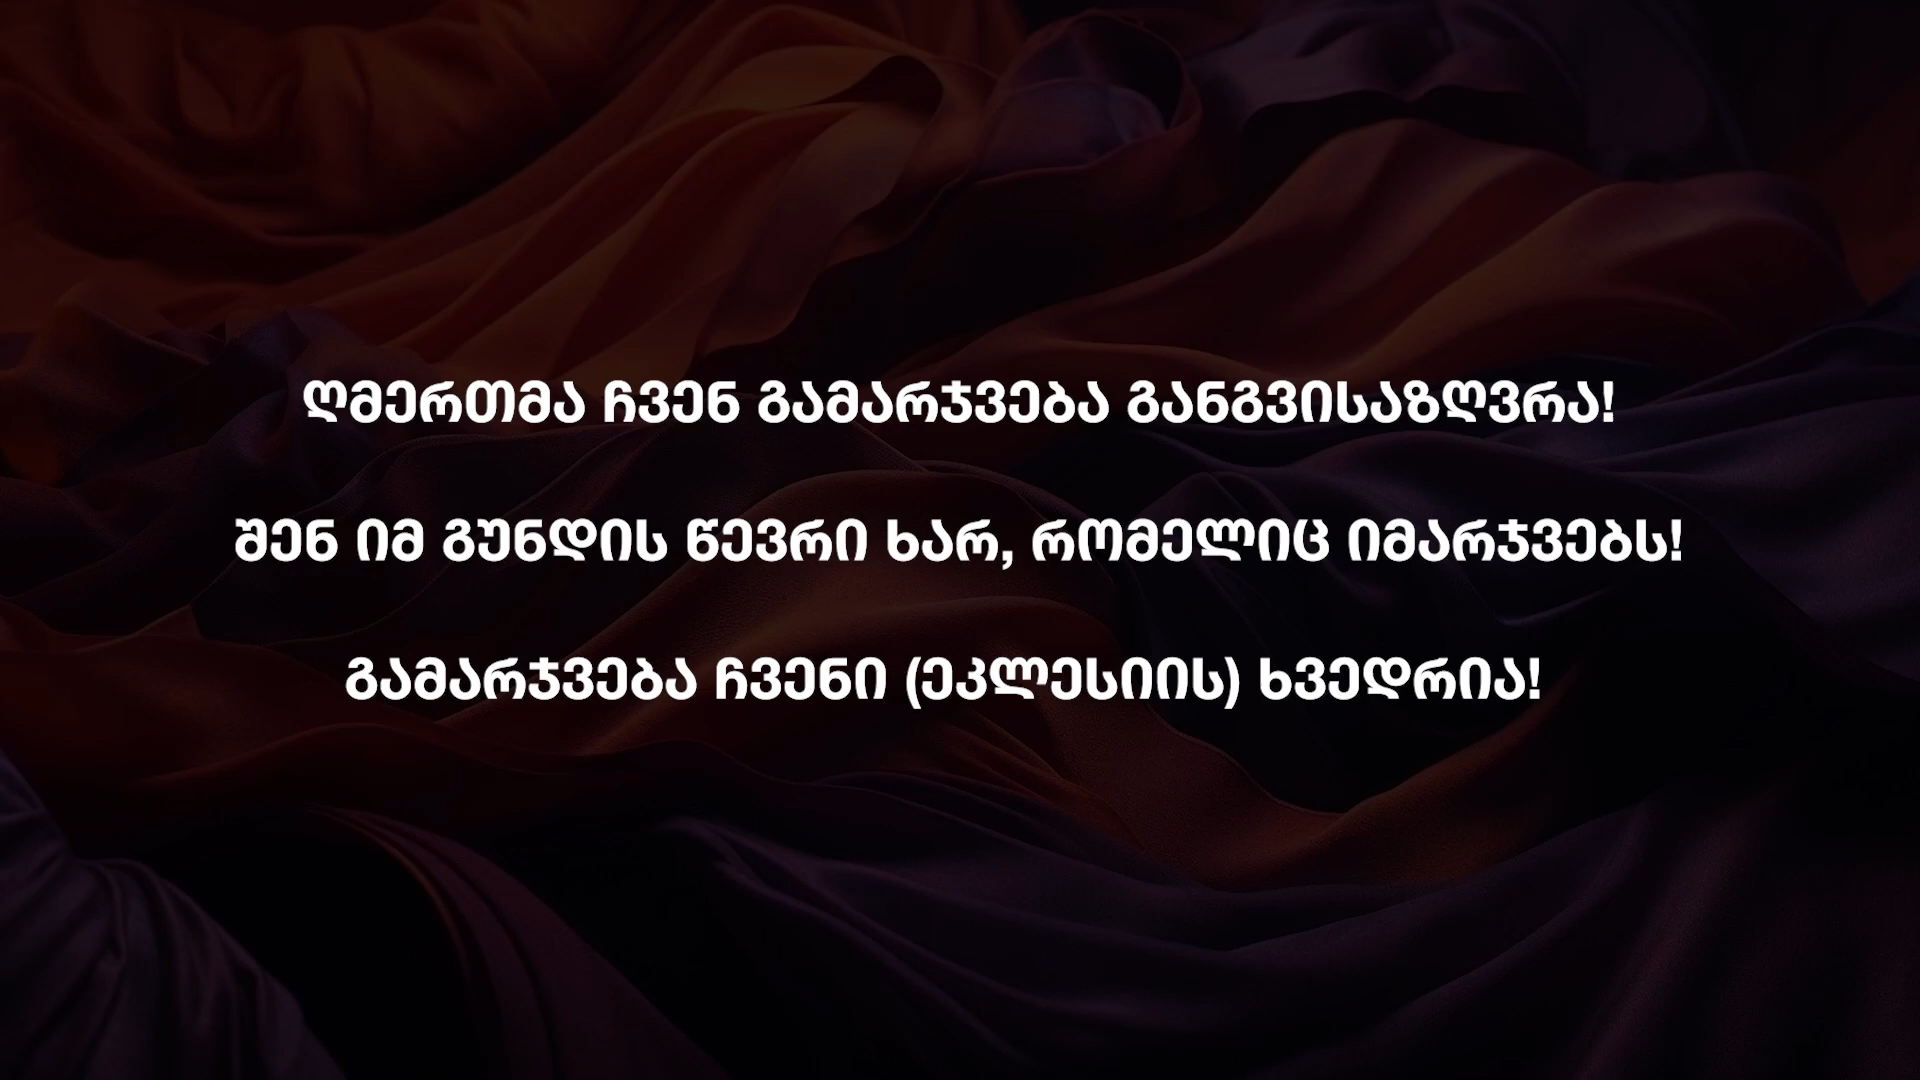 ღმერთმა ჩვენ გამარჯვება განგვისაზღვრა!
შენ იმ გუნდის წევრი ხარ, რომელიც იმარჯვებს!
გამარჯვება ჩვენი (ეკლესიის) ხვედრია!